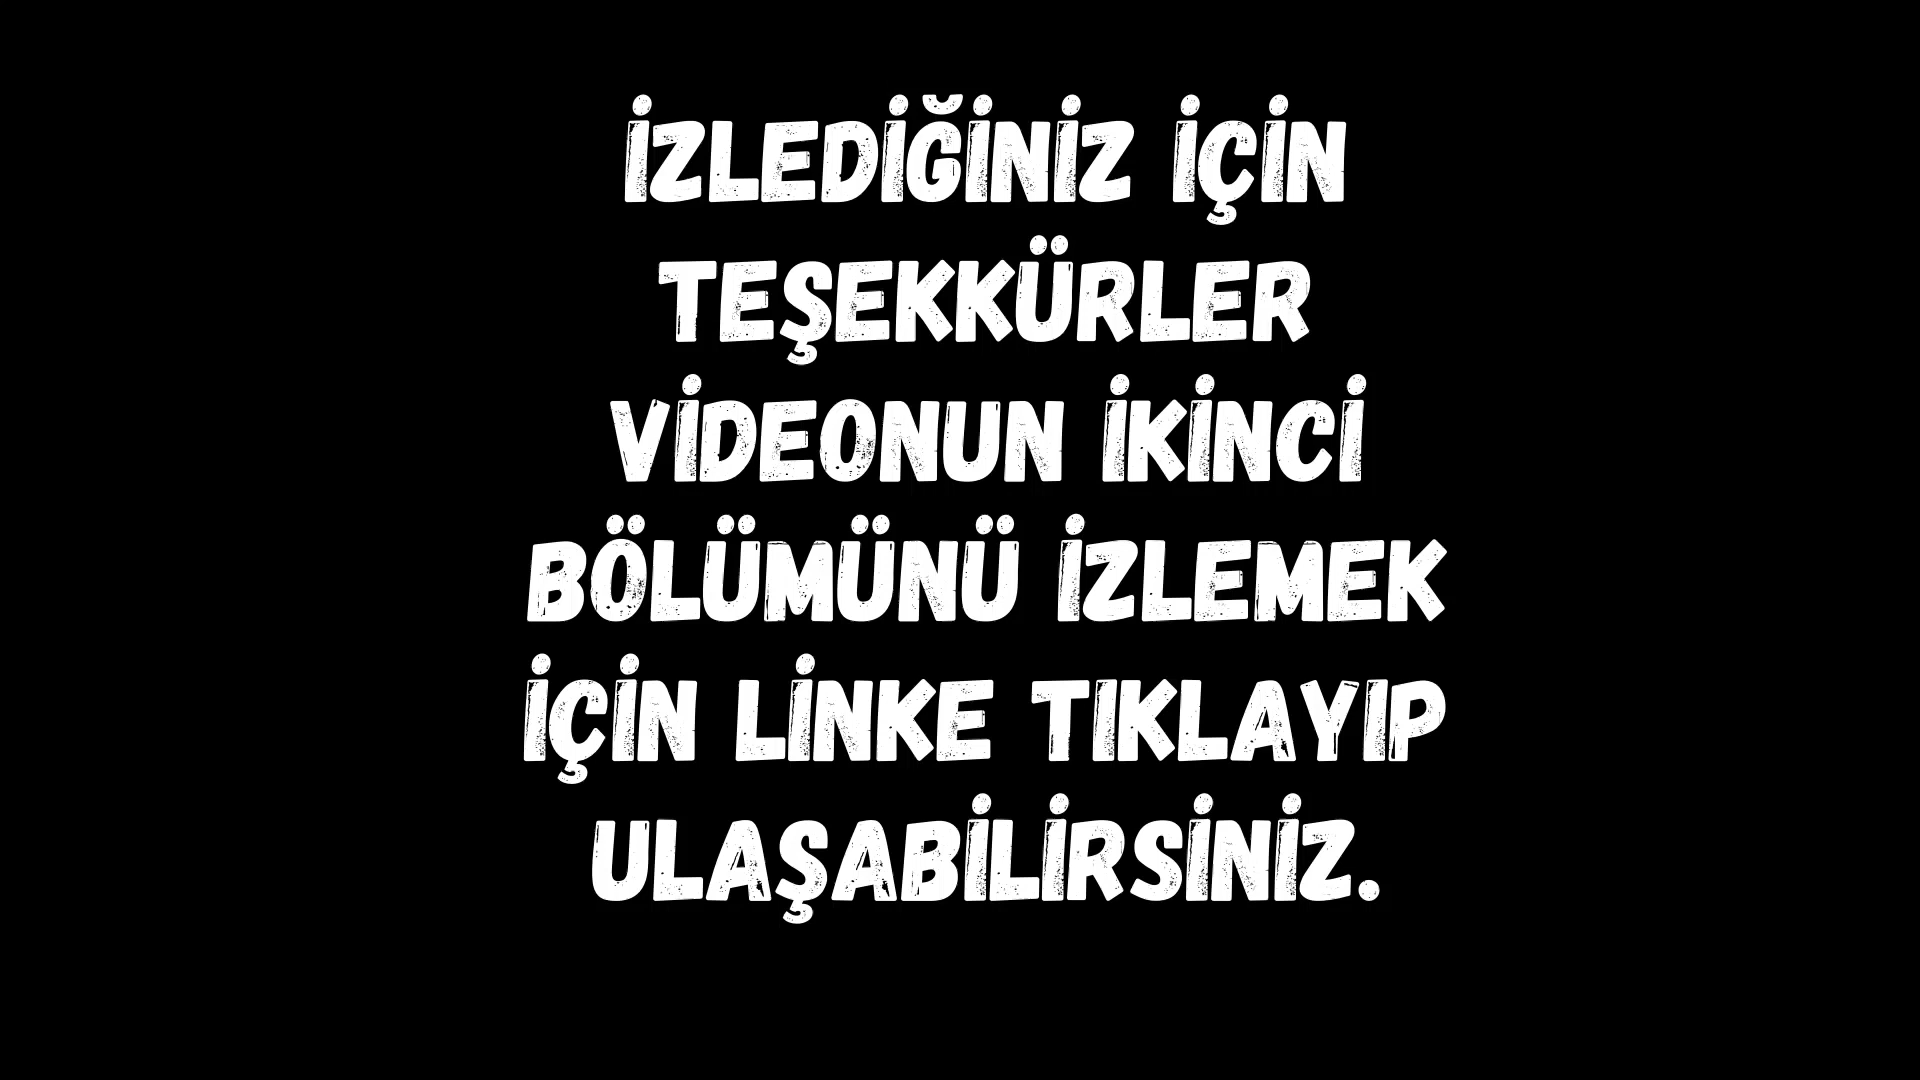 İZLEDİĞİNİZ İÇİN
TEŞEKKÜRLER
VİDEONUN İKİNCİ
BÖLÜMÜNÜ İZLEMEK
İÇİN LİNKE TIKLAYIP
ULAŞABİLİRSİNİZ.